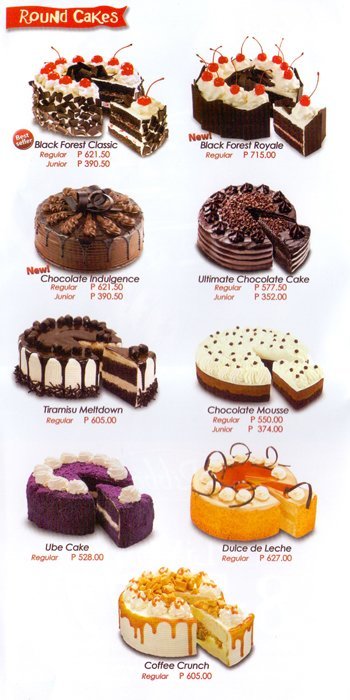 Round Cakes
Best seller
Black Forest Classic
Regular P 621.50
Junior P 390.50
New!
Black Forest Royale
Regular P 715.00
New!
Chocolate Indulgence
Regular P 621.50
Junior P 390.50
Ultimate Chocolate Cake
Regular P 577.50
Junior P 352.00
Tiramisu Meltdown
Regular P 605.00
Chocolate Mousse
Regular P 550.00
Junior P 374.00
Ube Cake
Regular P 528.00
Dulce de Leche
Regular P 627.00
Coffee Crunch
Regular P 605.00